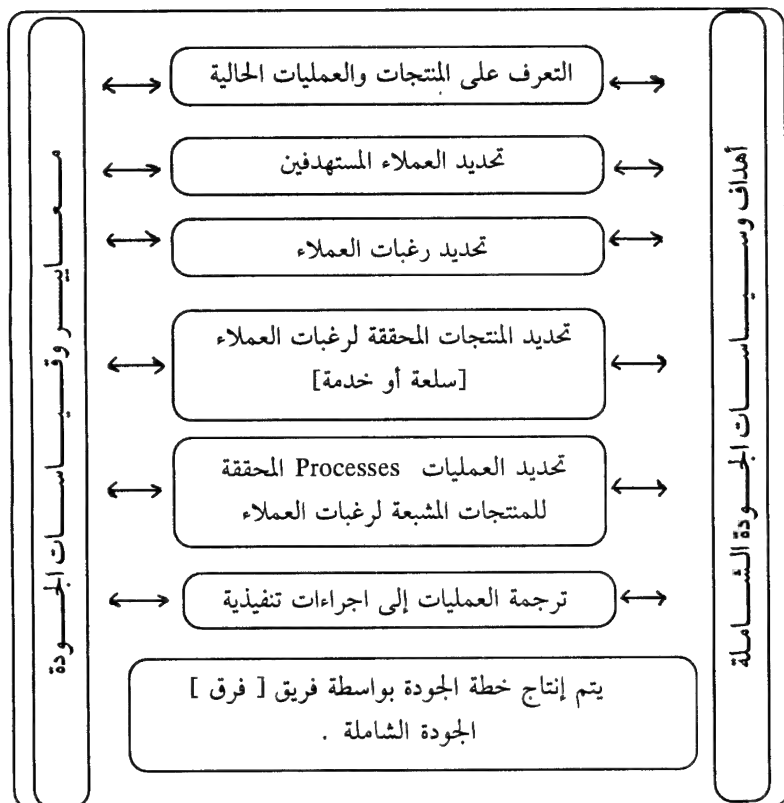 أهداف وسياسات الجودة الشاملة
التعرف على المنتجات والعمليات الحالية
تحديد العملاء المستهدفين
تحديد رغبات العملاء
تحديد المنتجات المحققة لرغبات العملاء
[سلعة أو خدمة]
تحديد العمليات Processes المحققة
للمنتجات المشبعة لرغبات العملاء
ترجمة العمليات إلى اجراءات تنفيذية
يتم إنتاج خطة الجودة بواسطة فريق [ فرق ]
الجودة الشاملة .
معايير وقياسات الجودة